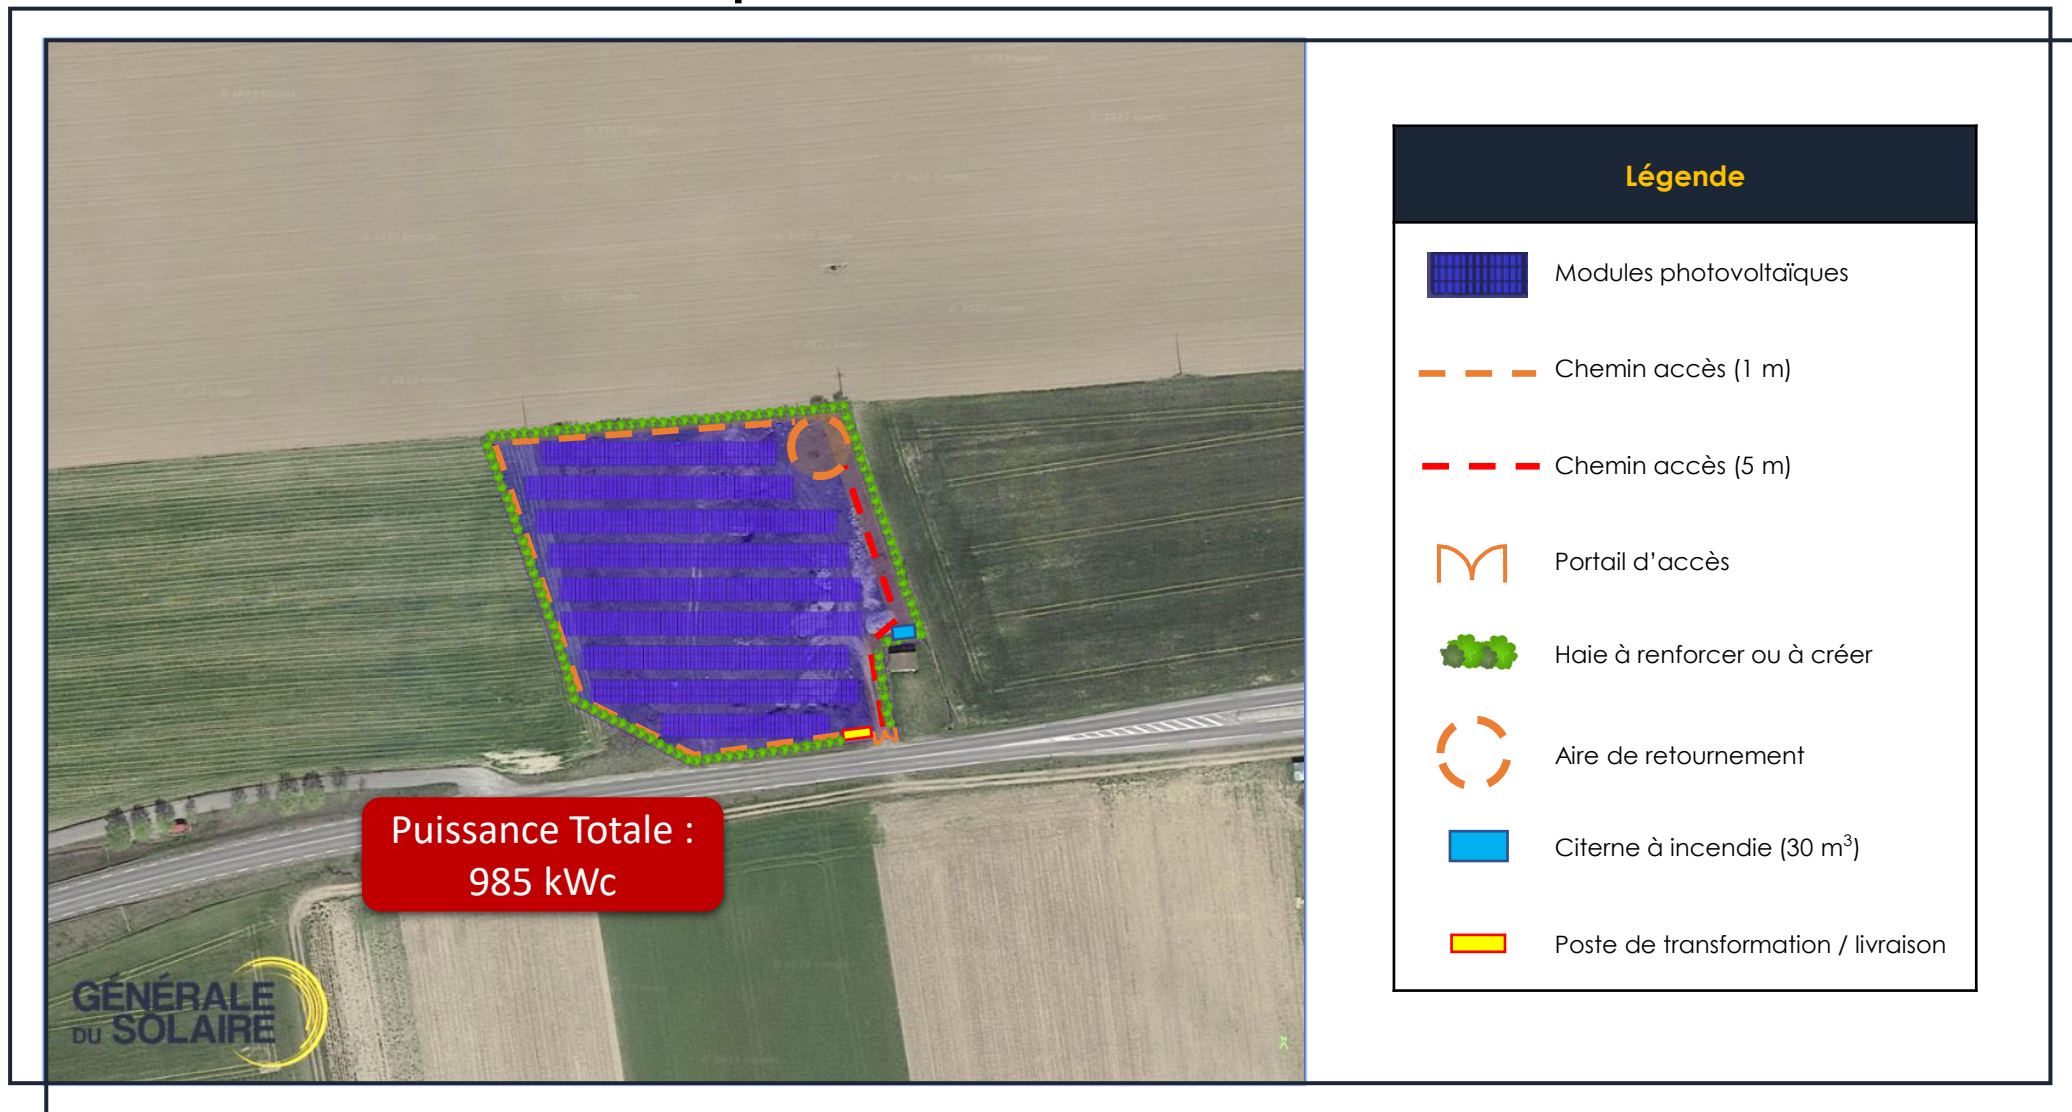 Légende
Modules photovoltaïques
Chemin accès (1 m)
Chemin accès (5 m)
Portail d'accès
Haie à renforcer ou à créer
Aire de retournement
Citerne à incendie (30 m³)
Poste de transformation / livraison
Puissance Totale :
985 kWc
GÉNÉRALE
DU SOLAIRE